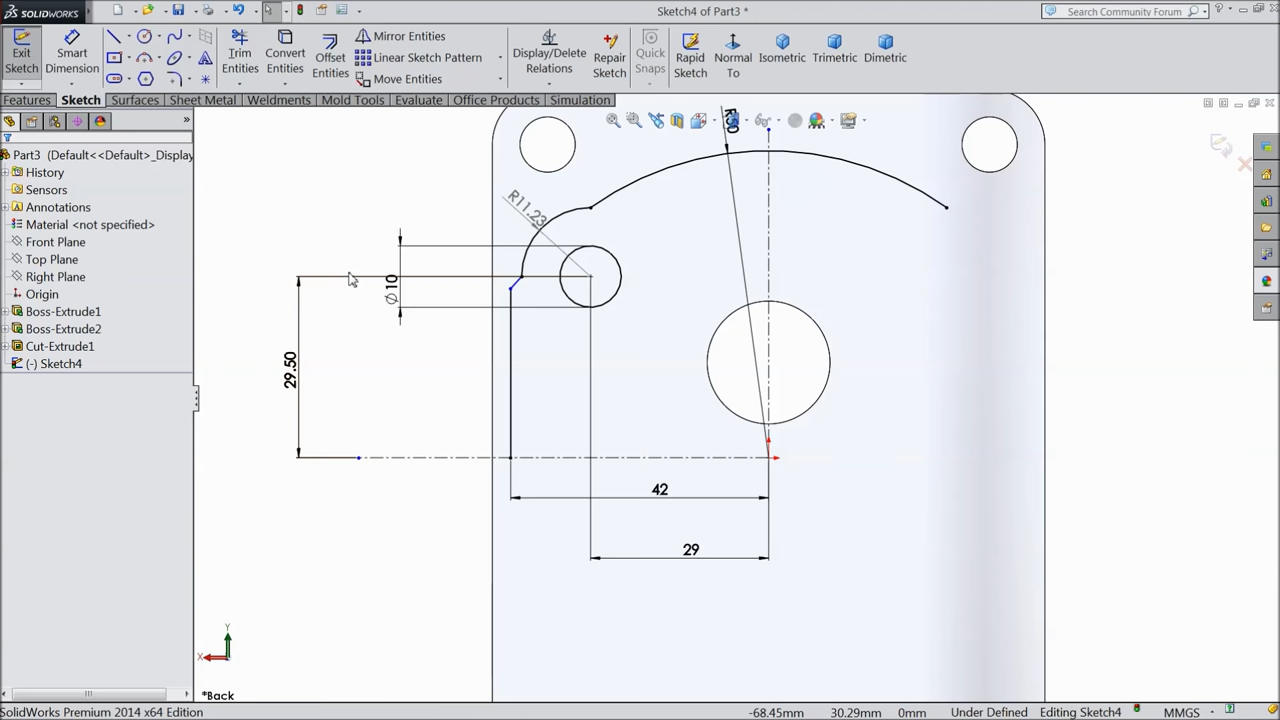 SOLIDWORKS
Sketch4 of Part3 *
Search Community Forum
Exit Sketch
Smart Dimension
Trim Entities
Convert Entities
Offset Entities
Mirror Entities
Linear Sketch Pattern
Move Entities
Display/Delete Relations
Repair Sketch
Quick Snaps
Rapid Sketch
Normal To
Isometric
Trimetric
Dimetric
Features
Sketch
Surfaces
Sheet Metal
Weldments
Mold Tools
Evaluate
Office Products
Simulation
Part3 (Default<<Default>_Display
History
Sensors
Annotations
Material <not specified>
Front Plane
Top Plane
Right Plane
Origin
Boss-Extrude1
Boss-Extrude2
Cut-Extrude1
(-) Sketch4
R11.23
∅10
29.50
42
29
Y
X
*Back
SolidWorks Premium 2014 x64 Edition
-68.45mm
30.29mm
0mm
Under Defined
Editing Sketch4
MMGS